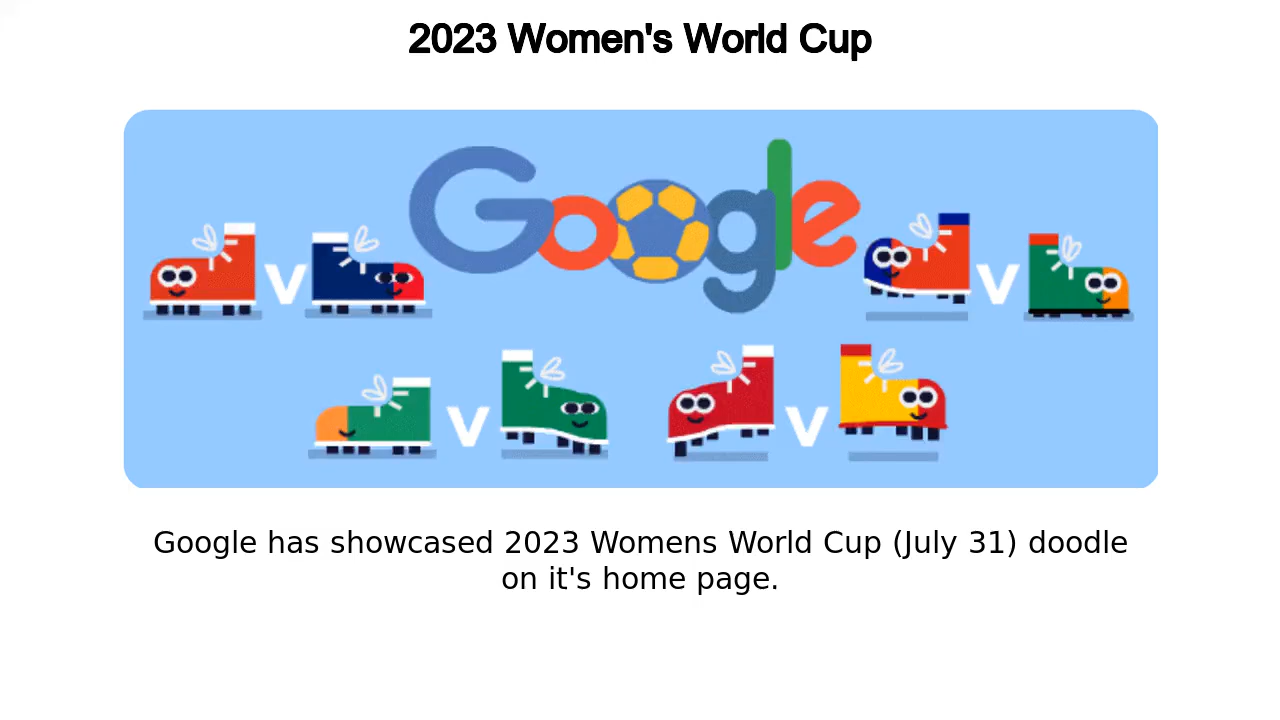 2023 Women's World Cup
Google
V V
V V
Google has showcased 2023 Womens World Cup (July 31) doodle
on it's home page.